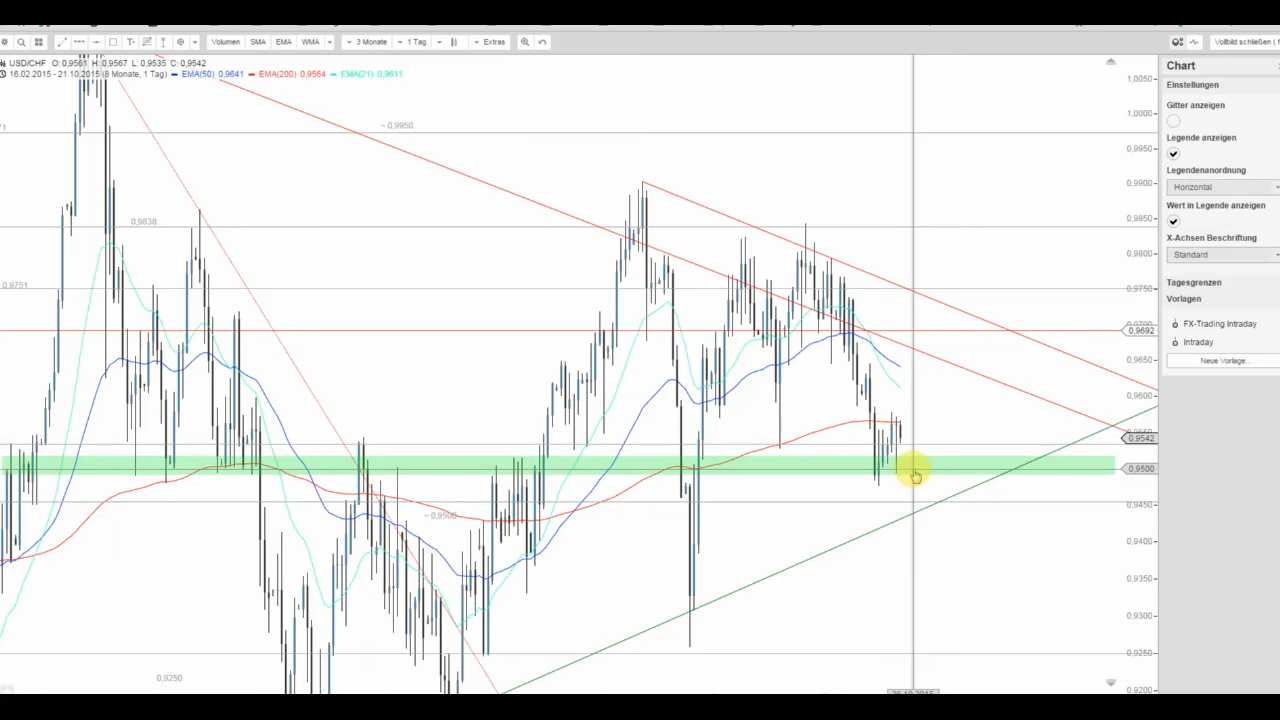 Volumen SMA EMA WMA 3 Monate 1 Tag Extras Vollbild schließen (
USD/CHF O: 0,9561 H: 0,9567 L: 0,9535 C: 0,9542
16.02.2015 - 21.10.2015 (8 Monate, 1 Tag) EMA(50) 0,9641 EMA(200) 0,9564 EMA(21) 0,9611
0,9950
0,9838
0,9751
0,9500
0,9250
1,0050
1,0000
0,9950
0,9900
0,9850
0,9800
0,9750
0,9692
0,9650
0,9600
0,9542
0,9500
0,9450
0,9400
0,9350
0,9300
0,9250
0,9200
Chart
Einstellungen
Gitter anzeigen
Legende anzeigen
Legendenanordnung
Horizontal
Wert in Legende anzeigen
X-Achsen Beschriftung
Standard
Tagesgrenzen
Vorlagen
FX-Trading Intraday
Intraday
Neue Vorlage...